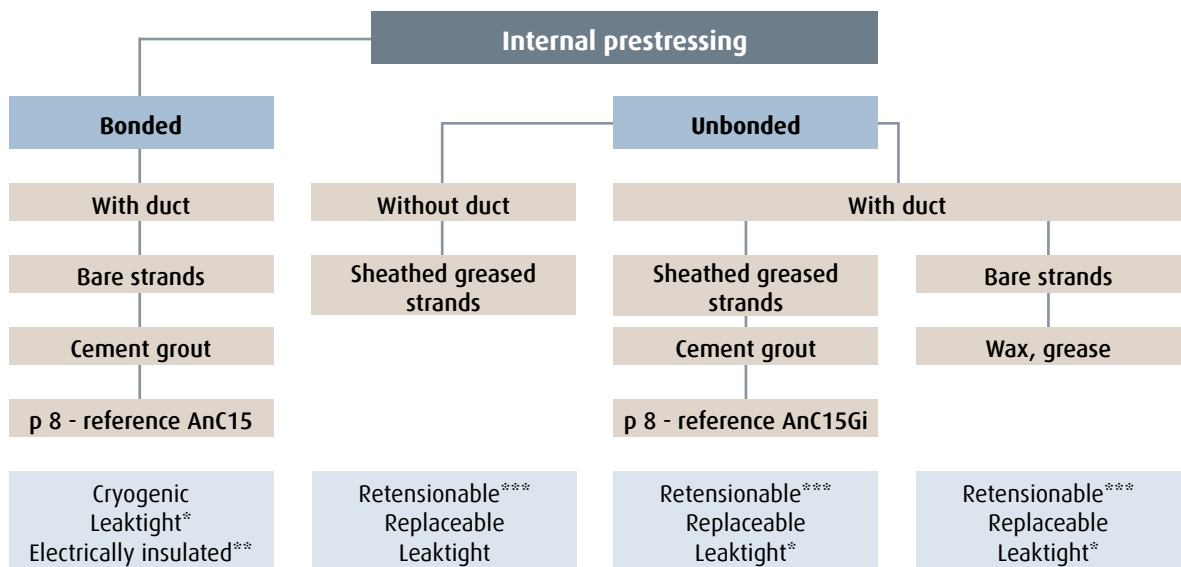 Internal prestressing
Bonded
Unbonded
With duct
Without duct
With duct
Bare strands
Sheathed greased
strands
Sheathed greased
strands
Bare strands
Cement grout
Cement grout
Wax, grease
p 8 - reference AnC15
p 8 - reference AnC15Gi
Cryogenic
Leaktight*
Electrically insulated**
Retensionable***
Replaceable
Leaktight
Retensionable***
Replaceable
Leaktight*
Retensionable***
Replaceable
Leaktight*